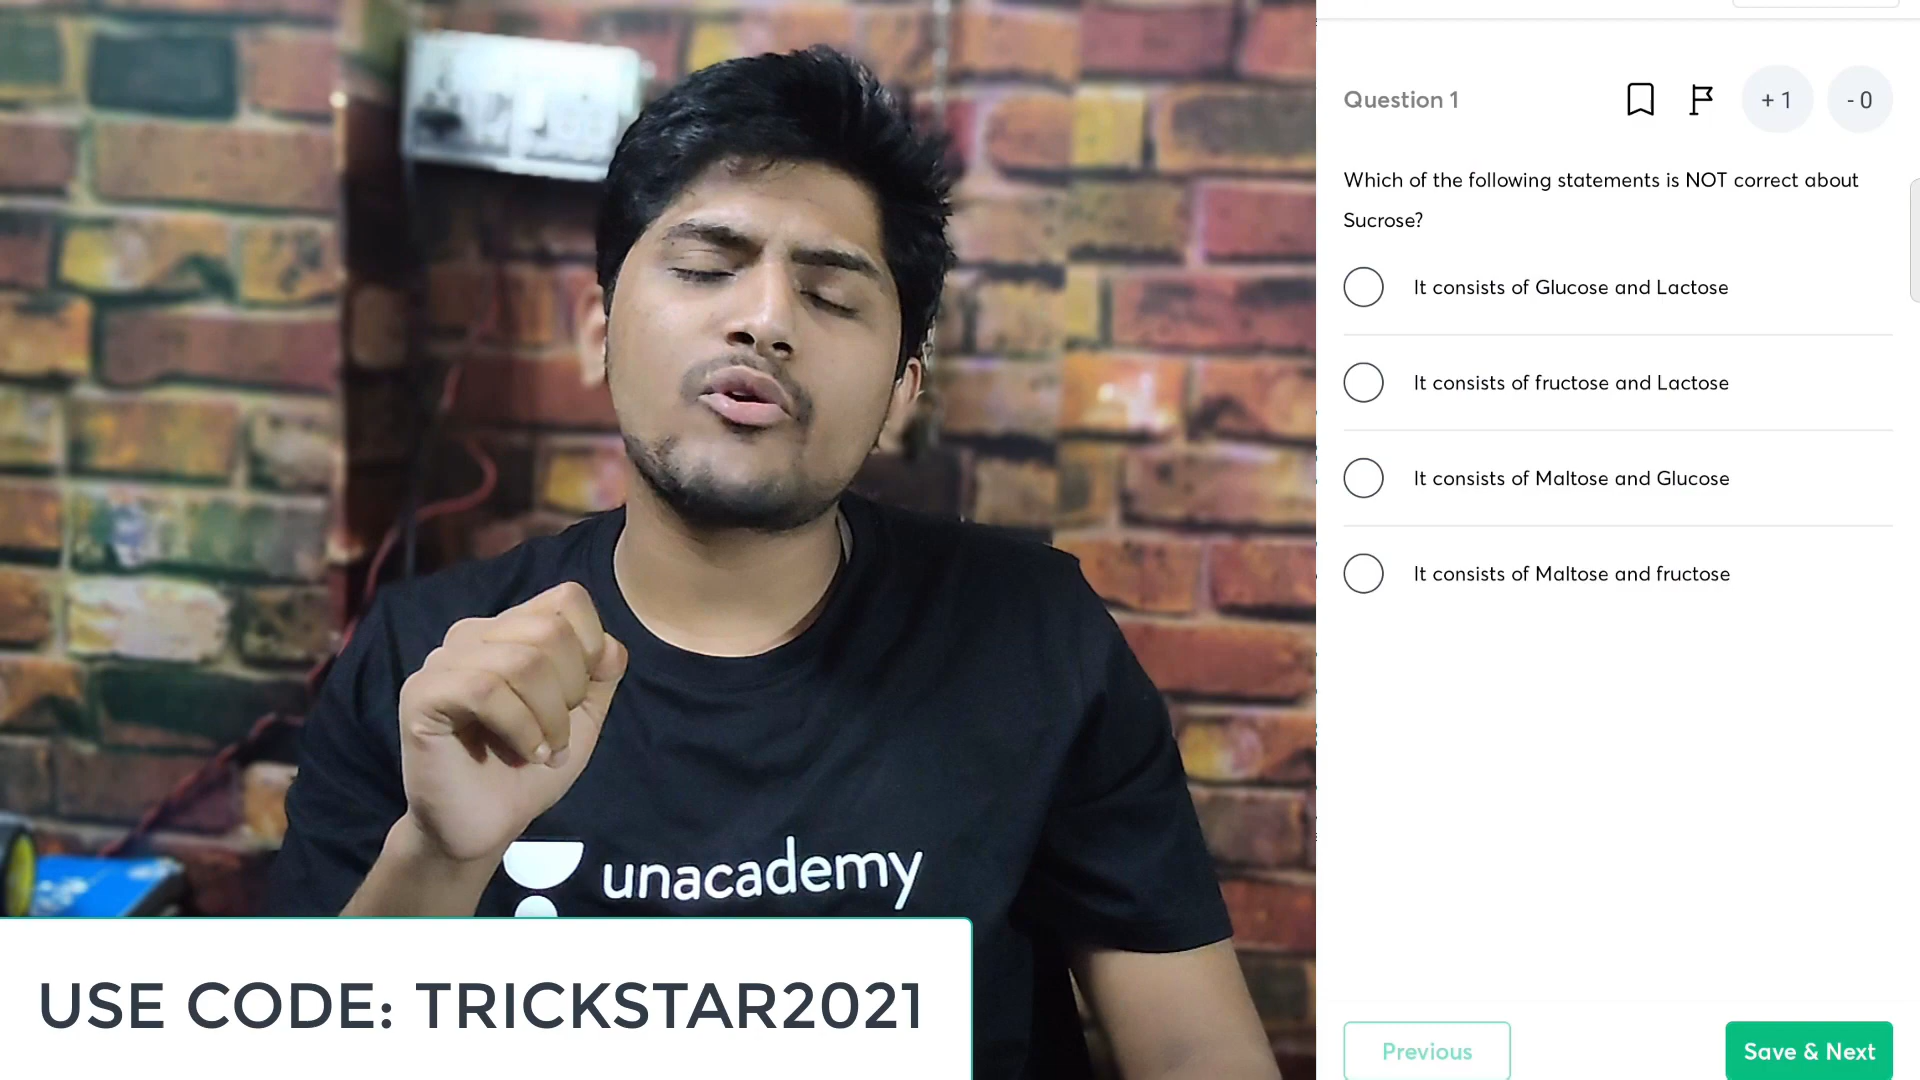 Question 1
+ 1
- 0
Which of the following statements is NOT correct about
Sucrose?
It consists of Glucose and Lactose
It consists of fructose and Lactose
It consists of Maltose and Glucose
It consists of Maltose and fructose
unacademy
USE CODE: TRICKSTAR2021
Previous
Save & Next